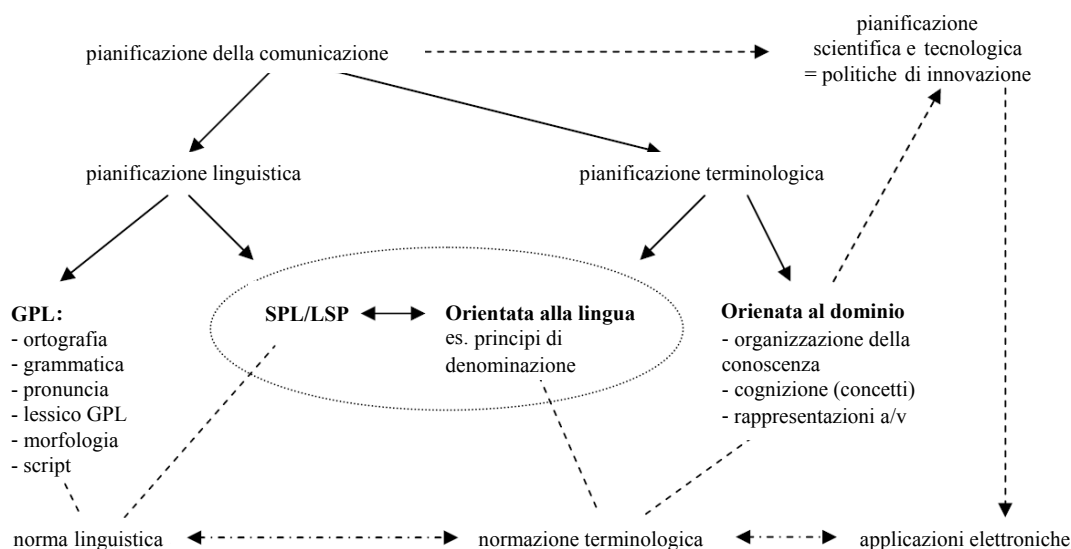 pianificazione della comunicazione
pianificazione
scientifica e tecnologica
= politiche di innovazione
pianificazione linguistica
pianificazione terminologica
GPL:
- ortografia
- grammatica
- pronuncia
- lessico GPL
- morfologia
- script
SPL/LSP
Orientata alla lingua
es. principi di
denominazione
Orienata al dominio
- organizzazione della
conoscenza
- cognizione (concetti)
- rappresentazioni a/v
norma linguistica
normazione terminologica
applicazioni elettroniche